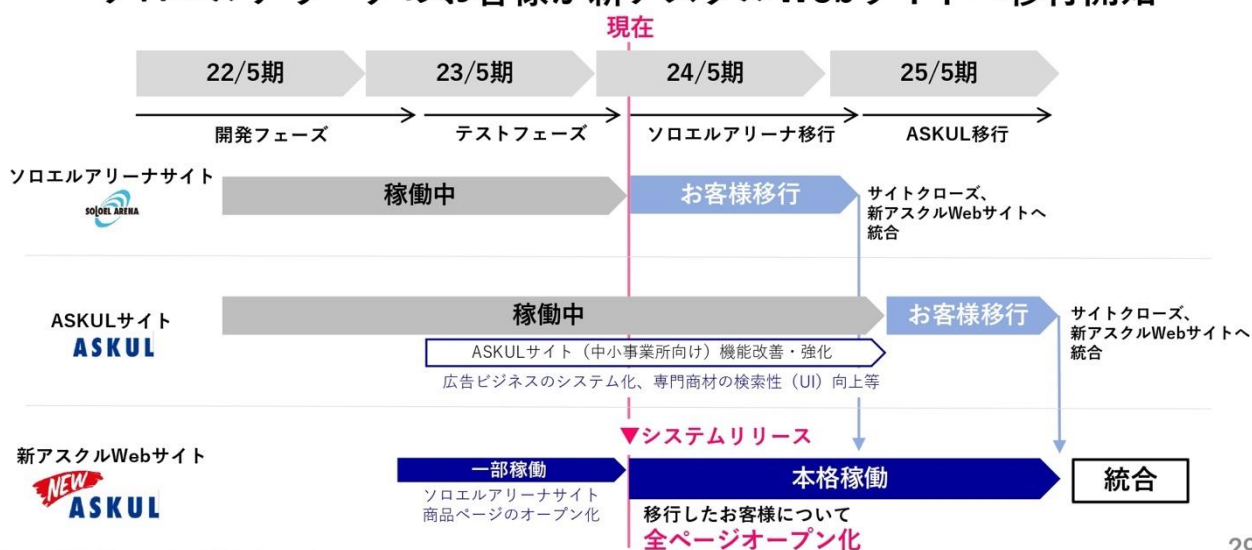 現在
22/5期
23/5期
24/5期
25/5期
開発フェーズ
テストフェーズ
ソロエルアリーナ移行
ASKUL移行
ソロエルアリーナサイト
SOLOEL ARENA
稼働中
お客様移行
サイトクローズ、
新アスクルWebサイトへ
統合
ASKULサイト
ASKUL
稼働中
お客様移行
サイトクローズ、
新アスクルWebサイトへ
統合
ASKULサイト（中小事業所向け）機能改善・強化
広告ビジネスのシステム化、専門商材の検索性（UI）向上等
▼システムリリース
新アスクルWebサイト
NEW
ASKUL
一部稼働
本格稼働
統合
ソロエルアリーナサイト
商品ページのオープン化
移行したお客様について
全ページオープン化
29